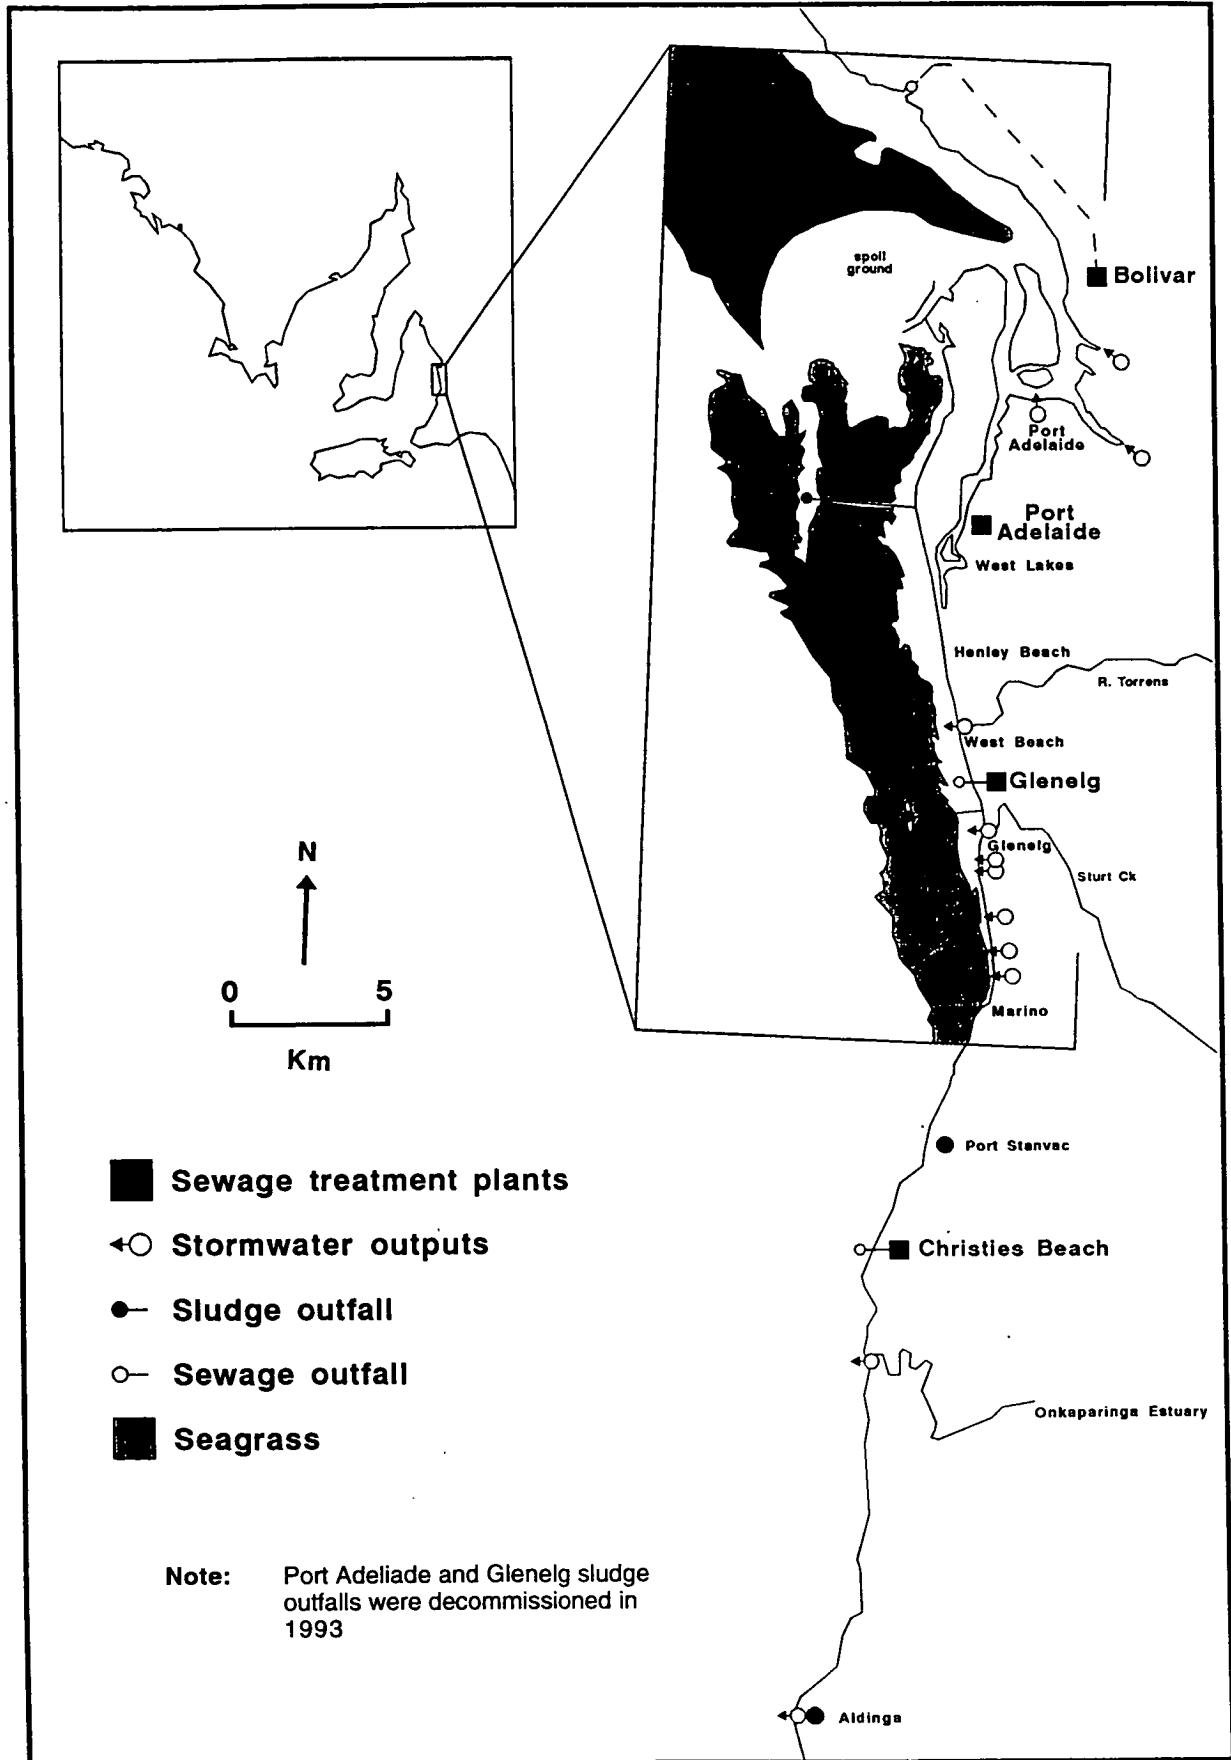 spoil
ground
Bolivar
Port
Adelaide
Port
Adelaide
West Lakes
Henley Beach
R. Torrens
West Beach
Glenelg
Glenelg
Sturt Ck
N
0 5
Km
Marino
Port Stanvac
Sewage treatment plants
Stormwater outputs
Christies Beach
Sludge outfall
Sewage outfall
Onkaparinga Estuary
Seagrass
Note: Port Adeliade and Glenelg sludge
outfalls were decommissioned in
1993
Aldinga